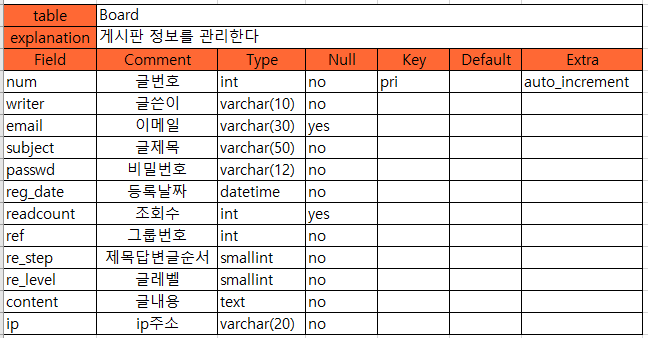 table Board
explanation 게시판 정보를 관리한다
Field Comment Type Null Key Default Extra
num 글번호 int no pri auto_increment
writer 글쓴이 varchar(10) no
email 이메일 varchar(30) yes
subject 글제목 varchar(50) no
passwd 비밀번호 varchar(12) no
reg_date 등록날짜 datetime no
readcount 조회수 int yes
ref 그룹번호 int no
re_step 제목답변글순서 smallint no
re_level 글레벨 smallint no
content 글내용 text no
ip ip주소 varchar(20) no